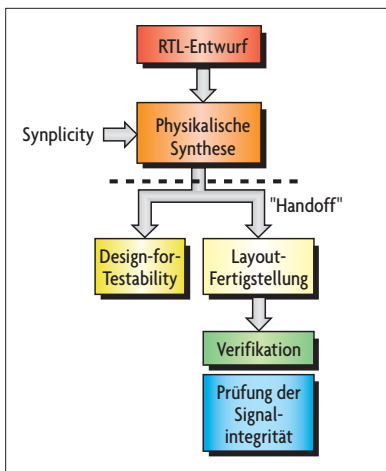 RTL-Entwurf
Synplicity
Physikalische
Synthese
"Handoff"
Design-for-
Testability
Layout-
Fertigstellung
Verifikation
Prüfung der
Signal-
integrität